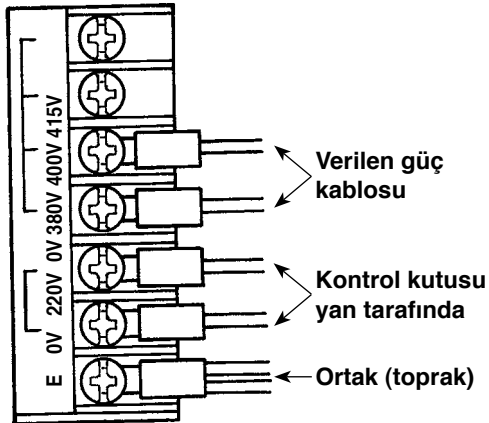 415V
400V
380V
0V
220V
0V
E
Verilen güç
kablosu
Kontrol kutusu
yan tarafında
Ortak (toprak)